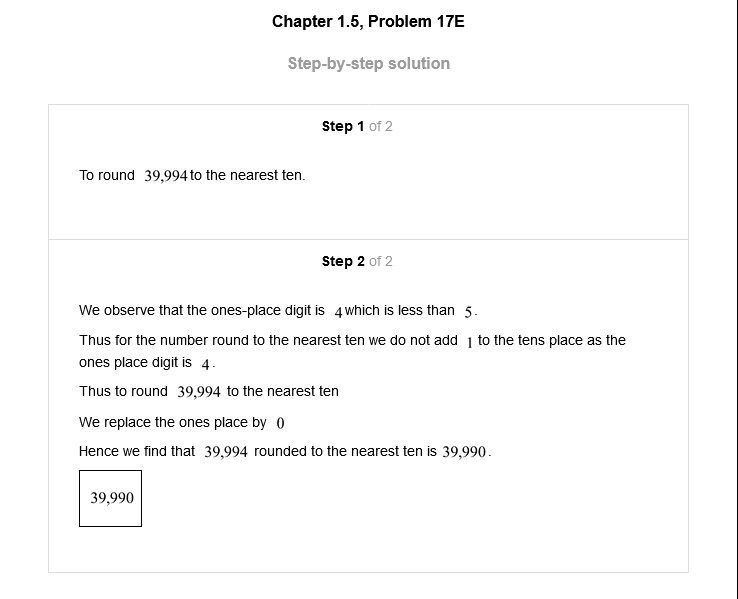 Chapter 1.5, Problem 17E
Step-by-step solution
Step 1 of 2
To round 39,994 to the nearest ten.
Step 2 of 2
We observe that the ones-place digit is 4 which is less than 5.
Thus for the number round to the nearest ten we do not add 1 to the tens place as the
ones place digit is 4.
Thus to round 39,994 to the nearest ten
We replace the ones place by 0
Hence we find that 39,994 rounded to the nearest ten is 39,990.
39,990